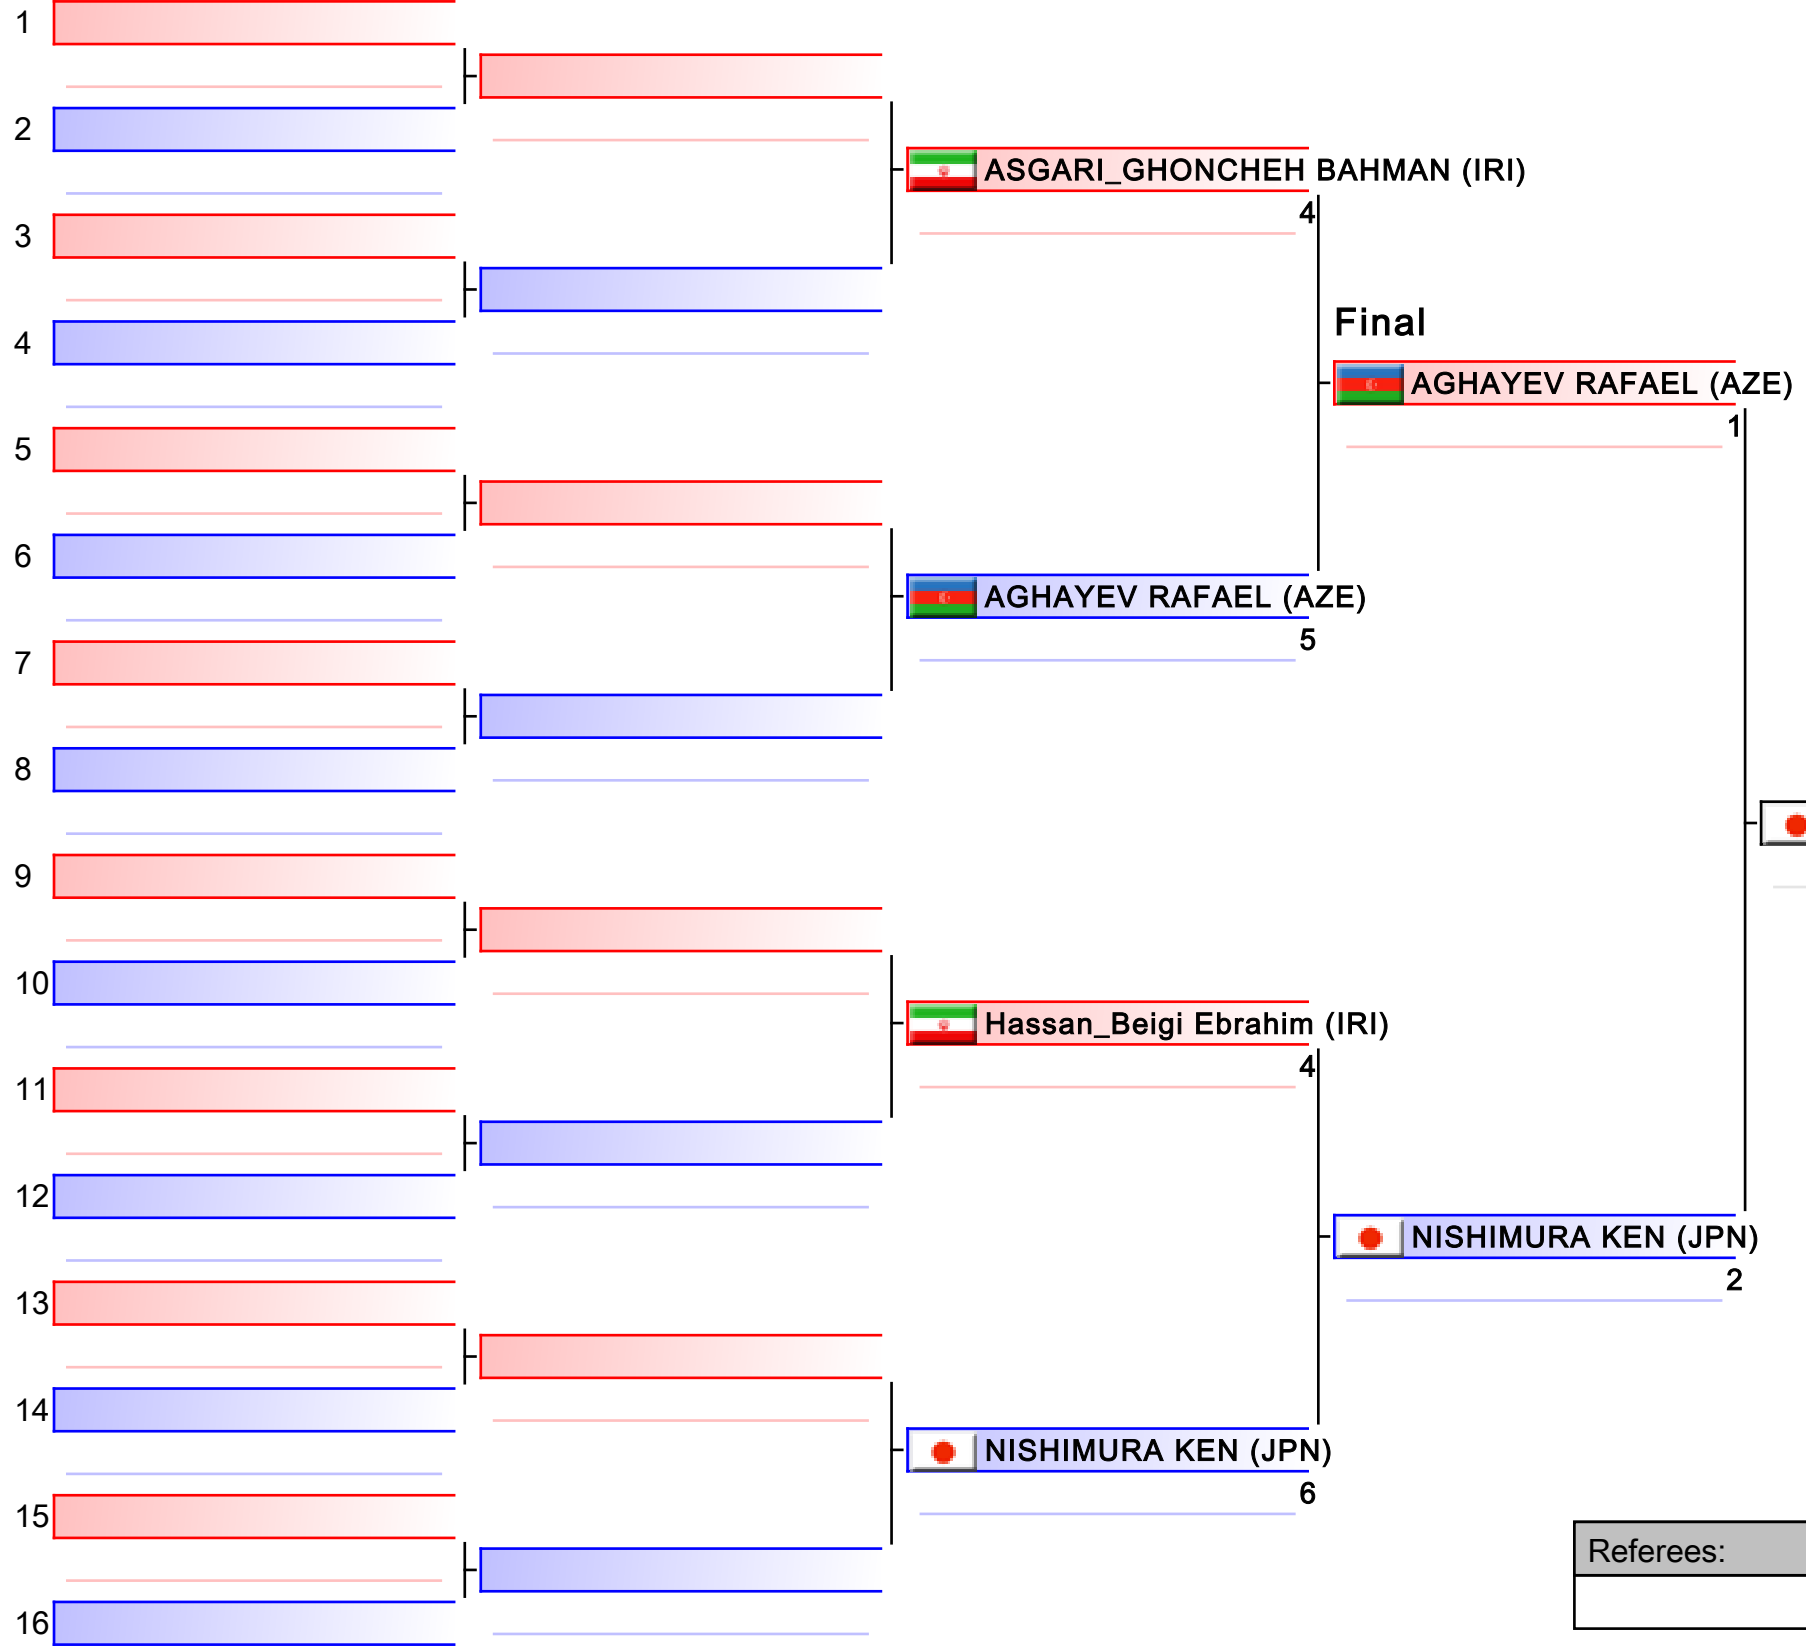 1
2
ASGARI_GHONCHEH BAHMAN (IRI)
4
3
Final
4
AGHAYEV RAFAEL (AZE)
1
5
6
AGHAYEV RAFAEL (AZE)
5
7
8
9
10
Hassan_Beigi Ebrahim (IRI)
4
11
12
NISHIMURA KEN (JPN)
2
13
14
NISHIMURA KEN (JPN)
6
15
Referees:
16